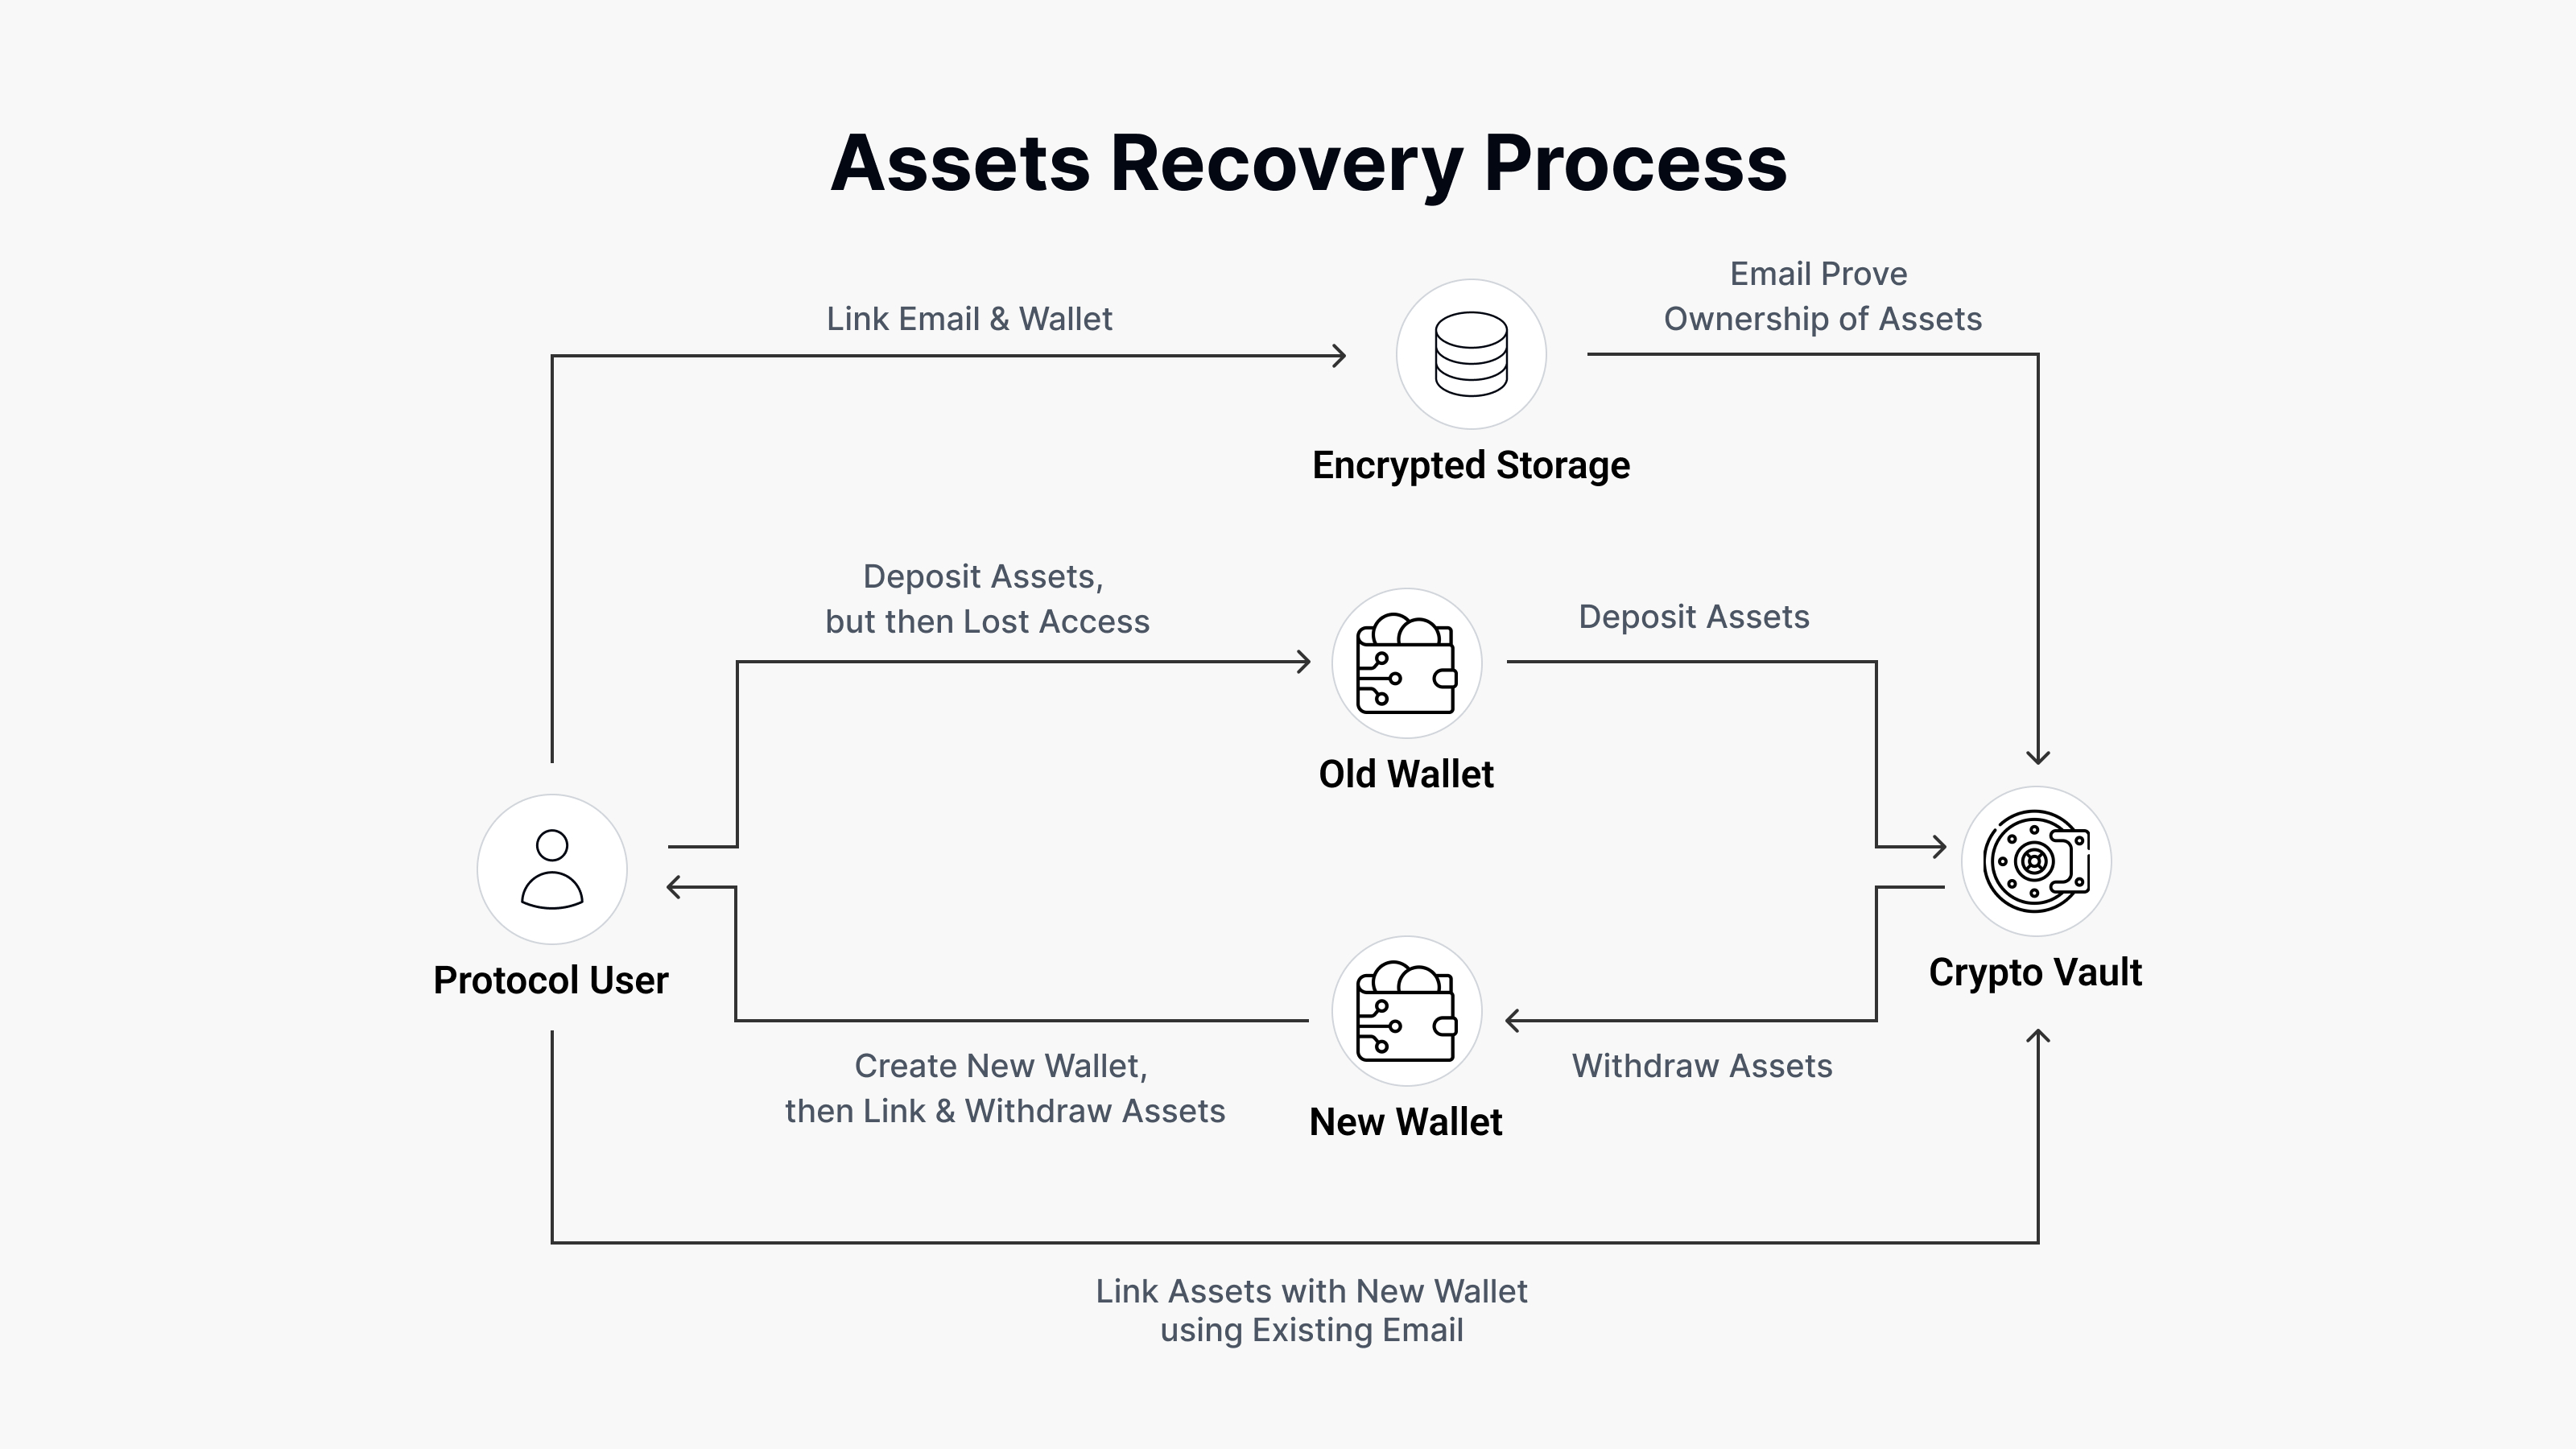 Assets Recovery Process
Link Email & Wallet
Email Prove
Ownership of Assets
Encrypted Storage
Deposit Assets,
but then Lost Access
Deposit Assets
Old Wallet
Protocol User
Crypto Vault
Create New Wallet,
then Link & Withdraw Assets
Withdraw Assets
New Wallet
Link Assets with New Wallet
using Existing Email